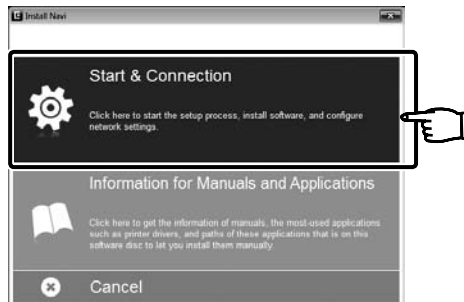 Install Navi
Start & Connection
Click here to start the setup process, install software, and configure
network settings.
Information for Manuals and Applications
Click here to get the information of manuals, the most-used applications
such as printer drivers, and paths of these applications that is on this
software disc to let you install them manually.
Cancel